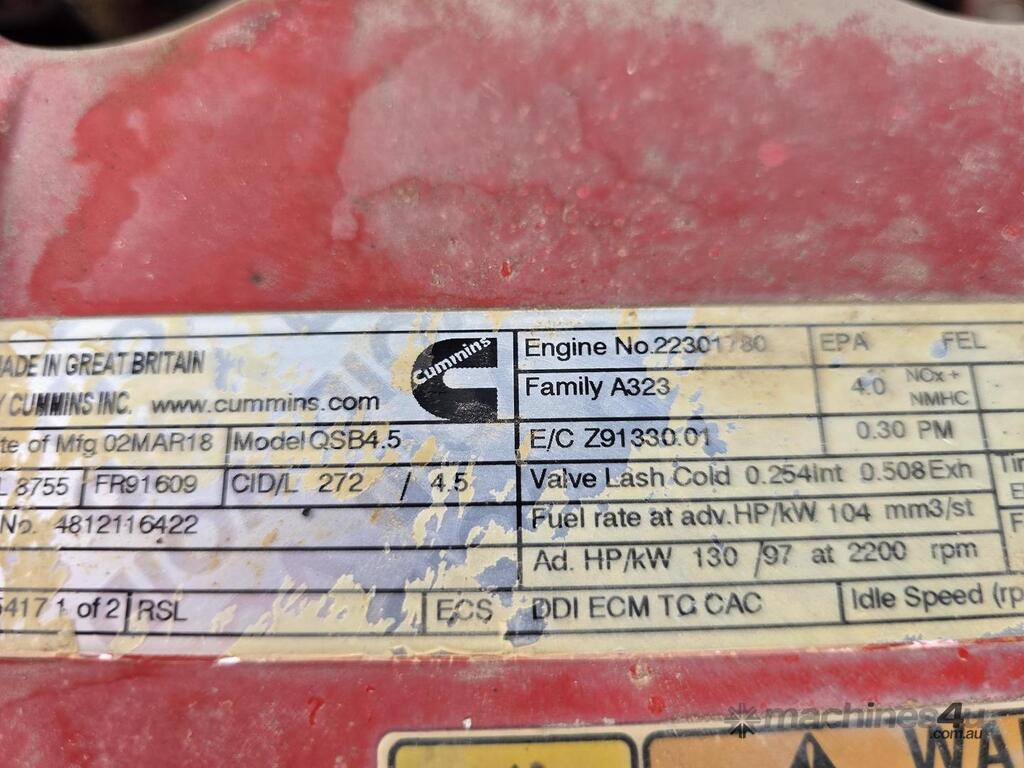 MADE IN GREAT BRITAIN
Y CUMMINS INC. www.cummins.com
Cummins
Engine No.22301780
EPA FEL
Family A323
4.0 NOx + NMHC
te of Mfg 02MAR18 Model QSB4.5
E/C Z91330.01
0.30 PM
L 8755 FR91609 CID/L 272 / 4.5
Valve Lash Cold 0.254Int 0.508Exh
No. 4812116422
Fuel rate at adv.HP/kW 104 mm3/st
Ad. HP/kW 130 /97 at 2200 rpm
5417 1 of 2 RSL ECS DDI ECM TC CAC Idle Speed (rp
machines4u
.com.au
WA